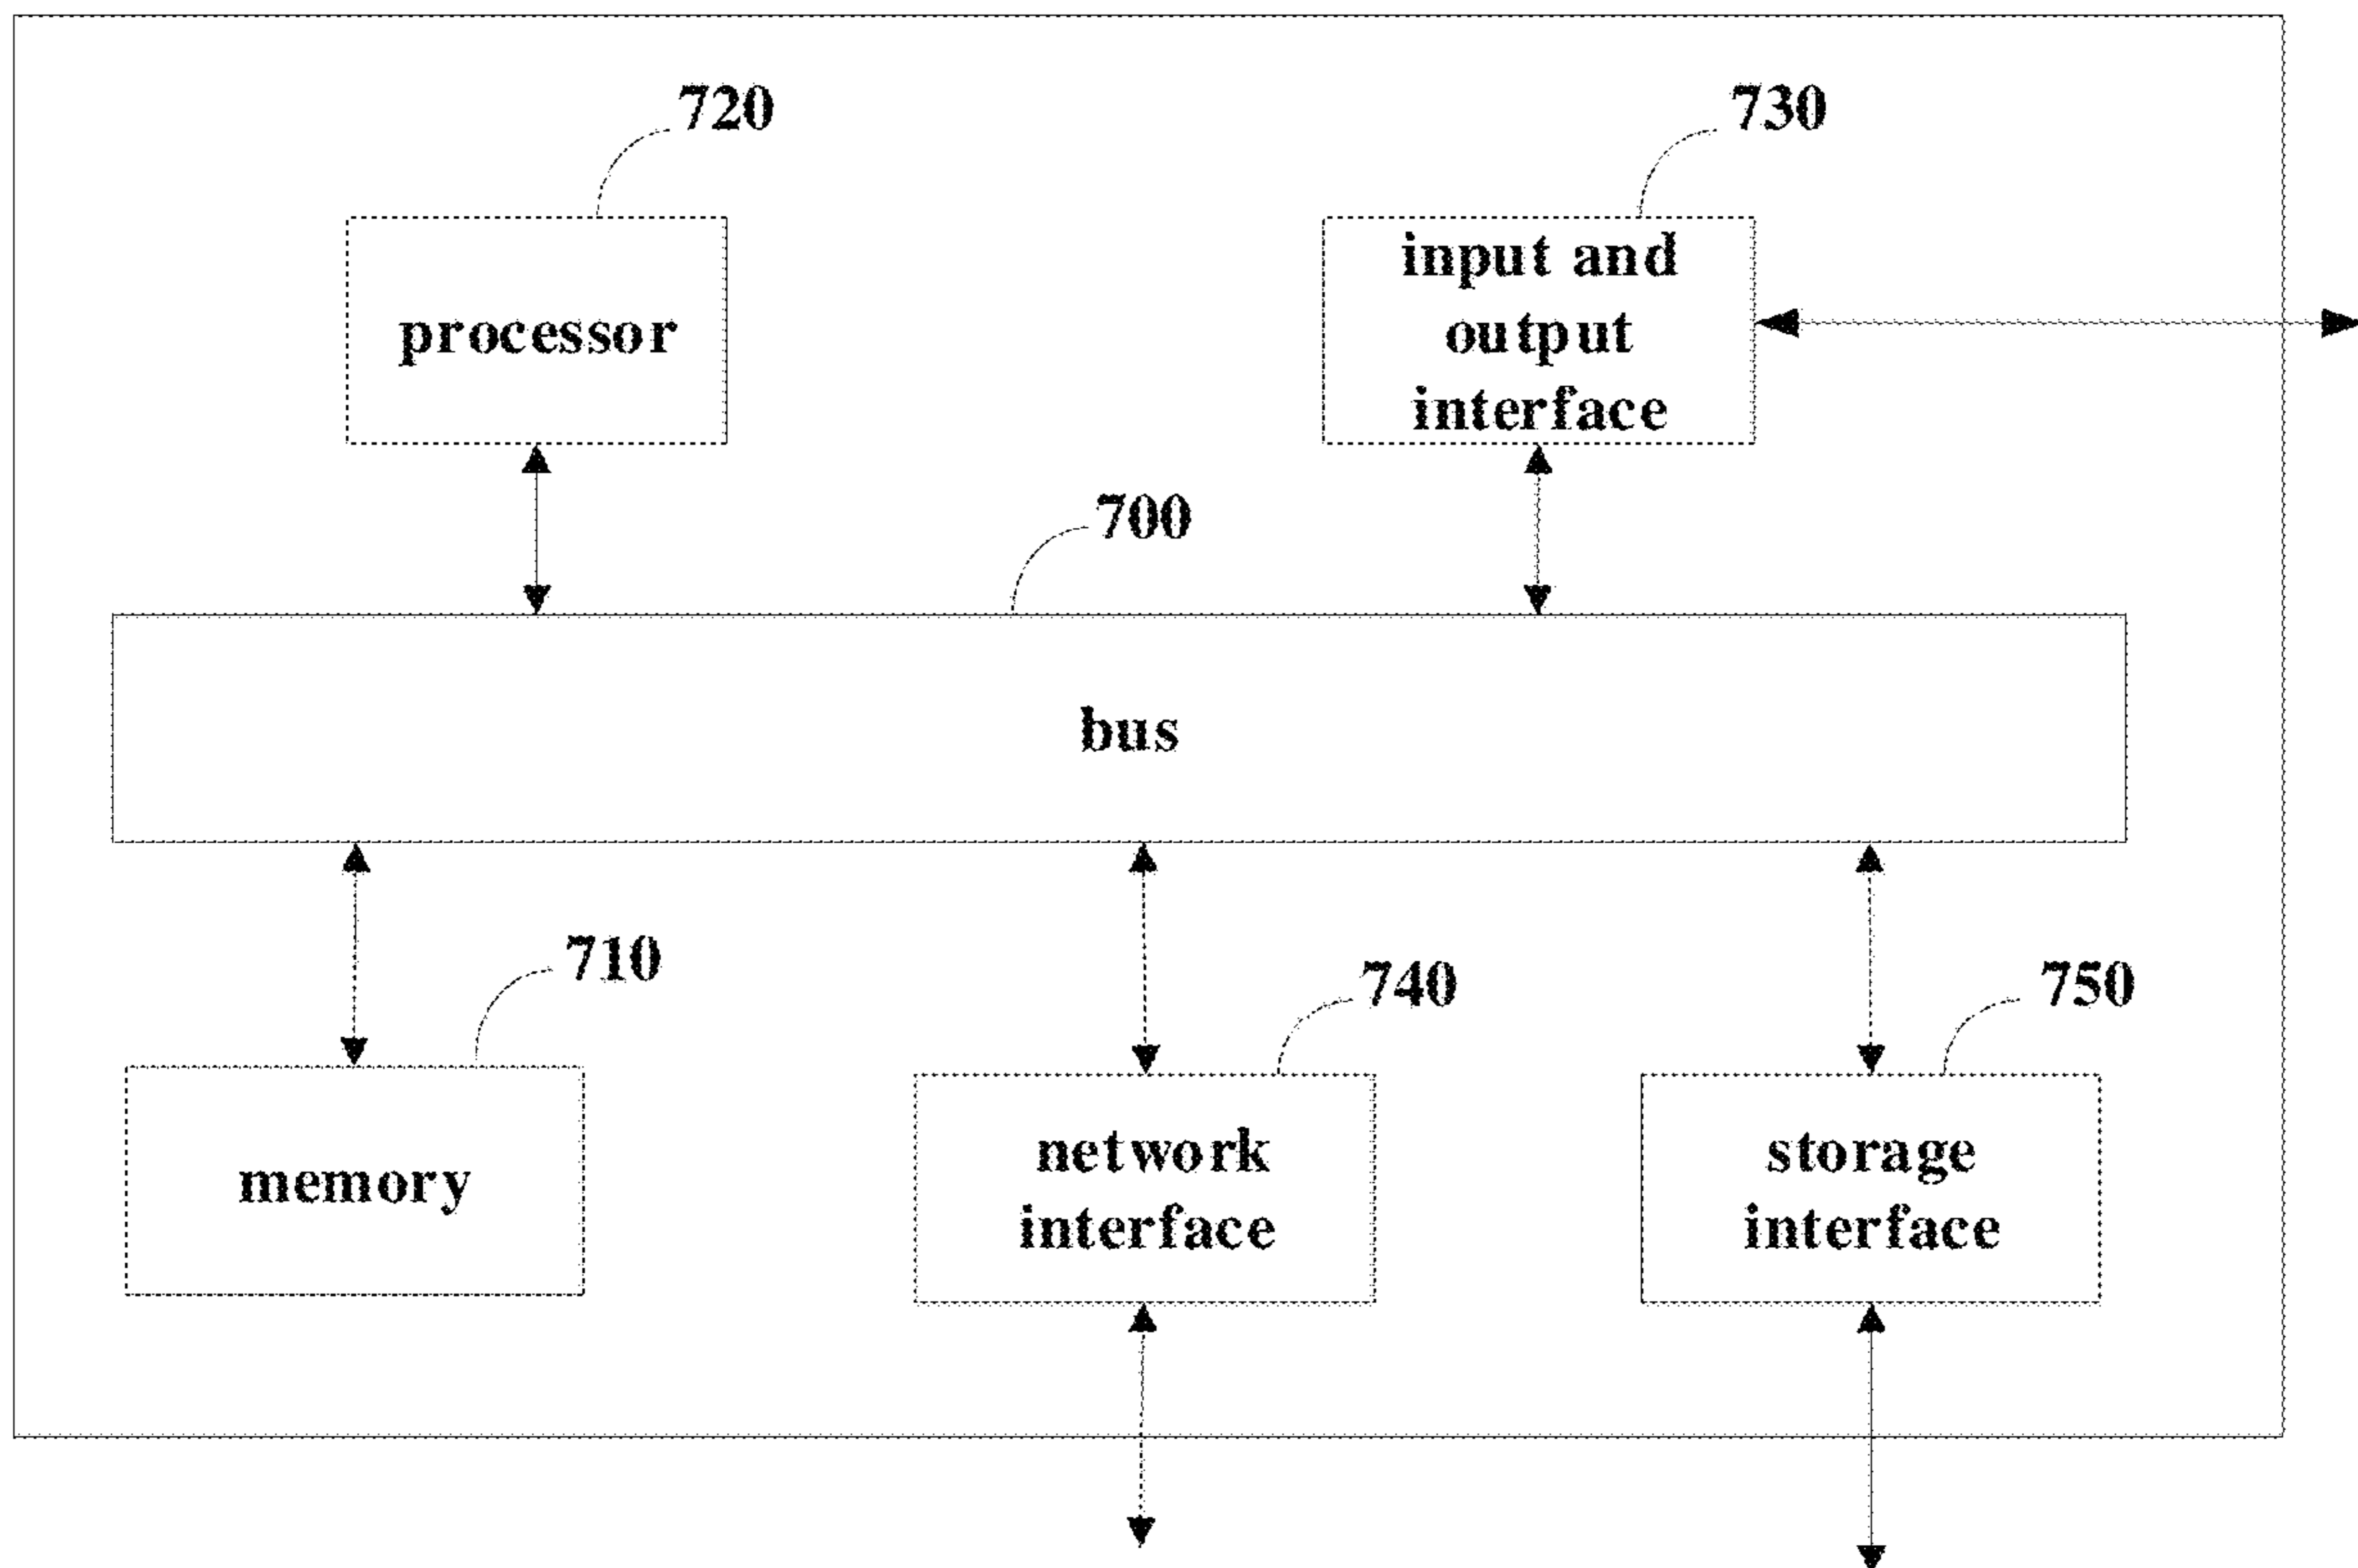 720
730
processor
input and
output
interface
700
bus
710
740
750
memory
network
interface
storage
interface